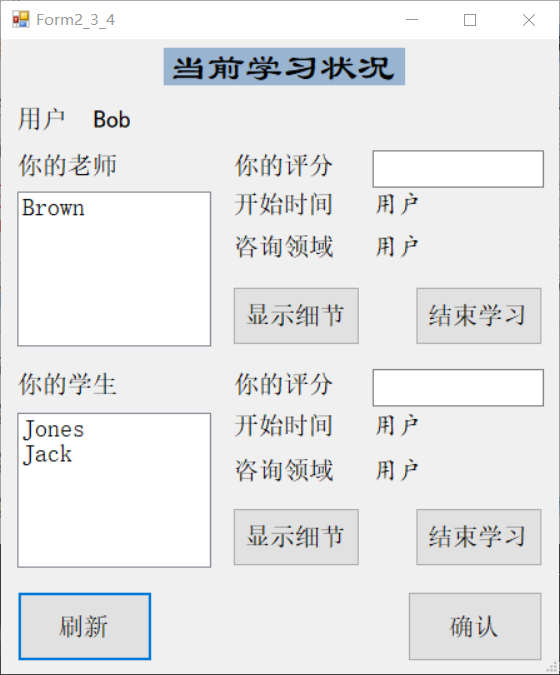 Form2_3_4
当前学习状况
用户 Bob
你的老师
Brown
你的评分
开始时间 用户
咨询领域 用户
显示细节 结束学习
你的学生
Jones
Jack
你的评分
开始时间 用户
咨询领域 用户
显示细节 结束学习
刷新 确认